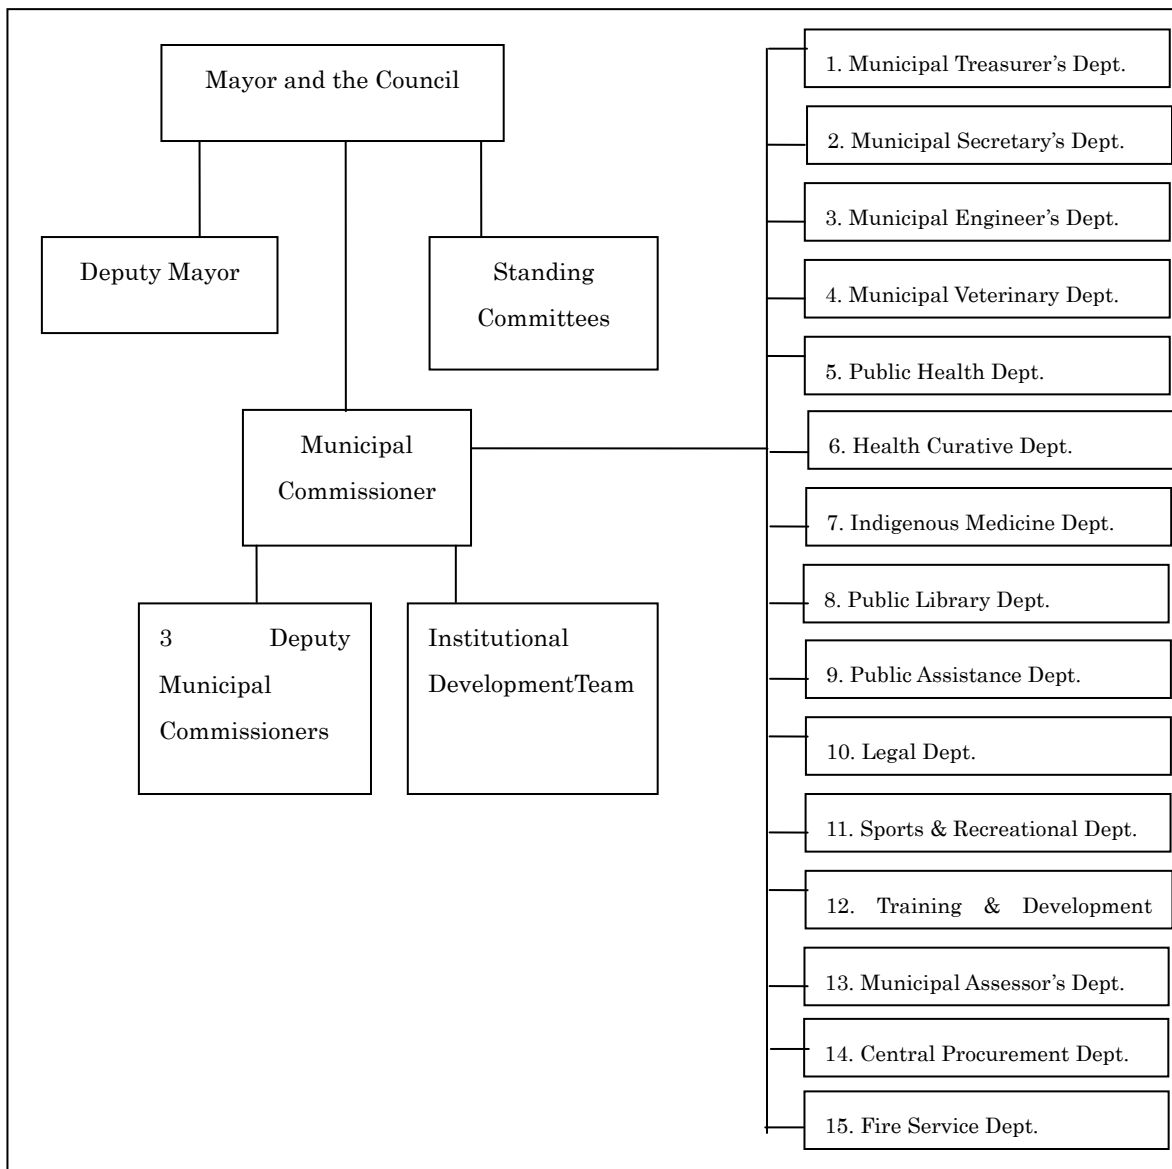 Mayor and the Council
Deputy Mayor
Standing
Committees
Municipal
Commissioner
3 Deputy
Municipal
Commissioners
Institutional
DevelopmentTeam
1. Municipal Treasurer's Dept.
2. Municipal Secretary's Dept.
3. Municipal Engineer's Dept.
4. Municipal Veterinary Dept.
5. Public Health Dept.
6. Health Curative Dept.
7. Indigenous Medicine Dept.
8. Public Library Dept.
9. Public Assistance Dept.
10. Legal Dept.
11. Sports & Recreational Dept.
12. Training & Development
13. Municipal Assessor's Dept.
14. Central Procurement Dept.
15. Fire Service Dept.